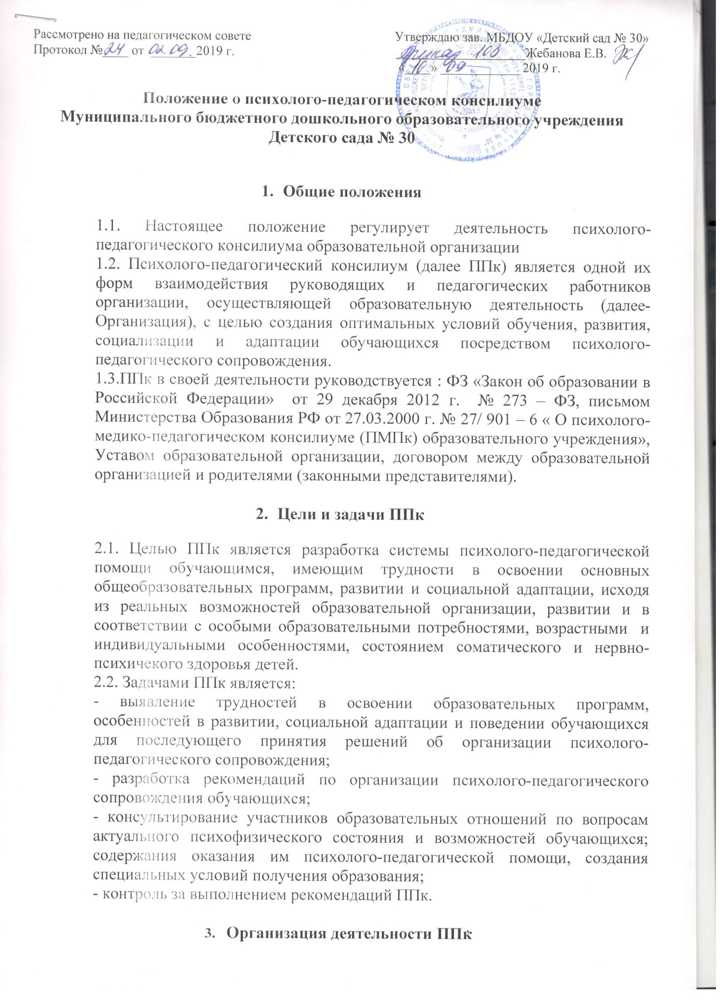 Рассмотрено на педагогическом совете
Протокол № 24 от 02.09. 2019 г.
Утверждаю зав. МБДОУ «Детский сад № 30»
приказ 103 Жебанова Е.В.
« 10 » 09 2019 г.
Положение о психолого-педагогическом консилиуме
Муниципального бюджетного дошкольного образовательного учреждения
Детского сада № 30
1. Общие положения
1.1. Настоящее положение регулирует деятельность психолого-
педагогического консилиума образовательной организации
1.2. Психолого-педагогический консилиум (далее ППк) является одной их
форм взаимодействия руководящих и педагогических работников
организации, осуществляющей образовательную деятельность (далее-
Организация), с целью создания оптимальных условий обучения, развития,
социализации и адаптации обучающихся посредством психолого-
педагогического сопровождения.
1.3.ППк в своей деятельности руководствуется : ФЗ «Закон об образовании в
Российской Федерации» от 29 декабря 2012 г. № 273 – ФЗ, письмом
Министерства Образования РФ от 27.03.2000 г. № 27/ 901 – 6 « О психолого-
медико-педагогическом консилиуме (ПМПк) образовательного учреждения»,
Уставом образовательной организации, договором между образовательной
организацией и родителями (законными представителями).
2. Цели и задачи ППк
2.1. Целью ППк является разработка системы психолого-педагогической
помощи обучающимся, имеющим трудности в освоении основных
общеобразовательных программ, развитии и социальной адаптации, исходя
из реальных возможностей образовательной организации, развитии и в
соответствии с особыми образовательными потребностями, возрастными и
индивидуальными особенностями, состоянием соматического и нервно-
психичекого здоровья детей.
2.2. Задачами ППк является:
- выявление трудностей в освоении образовательных программ,
особенностей в развитии, социальной адаптации и поведении обучающихся
для последующего принятия решений об организации психолого-
педагогического сопровождения;
- разработка рекомендаций по организации психолого-педагогического
сопровождения обучающихся;
- консультирование участников образовательных отношений по вопросам
актуального психофизического состояния и возможностей обучающихся;
содержания оказания им психолого-педагогической помощи, создания
специальных условий получения образования;
- контроль за выполнением рекомендаций ППк.
3. Организация деятельности ППк